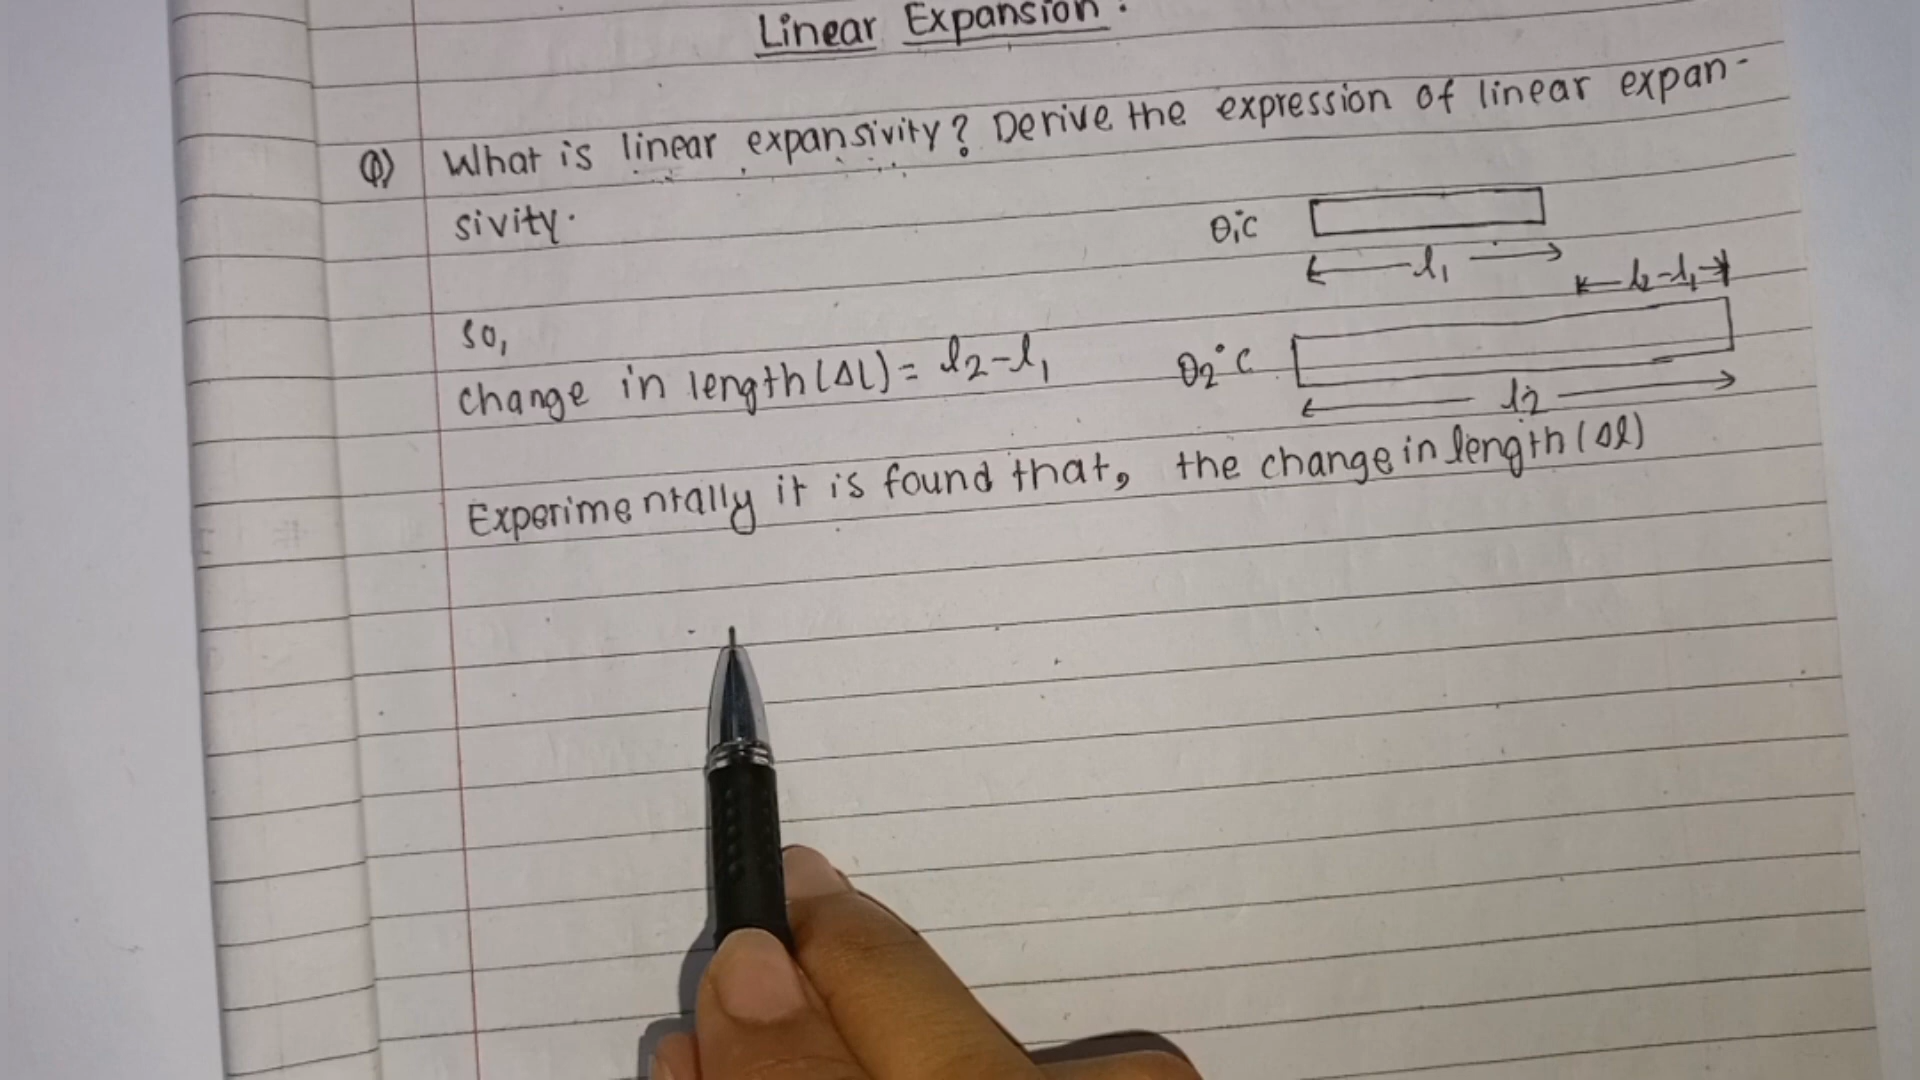 Linear Expansion.
Q) What is linear expansivity? Derive the expression of linear expan-
sivity.
θ₁°C
l₁
l₂-l₁
so,
change in length (Δl) = l₂-l₁
θ₂°C
l₂
Experimentally it is found that, the change in length (Δl)